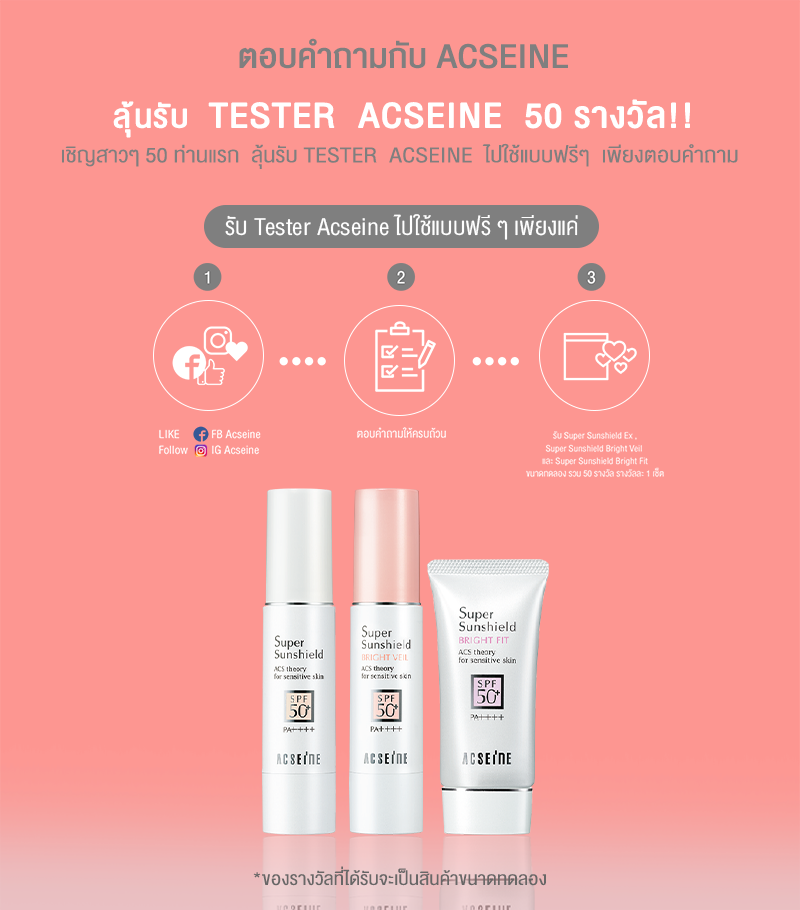 ตอบคำถามกับ ACSEINE
ลุ้นรับ TESTER ACSEINE 50 รางวัล!!
เชิญสาวๆ 50 ท่านแรก ลุ้นรับ TESTER ACSEINE ไปใช้แบบฟรีๆ เพียงตอบคำถาม
รับ Tester Acseine ไปใช้แบบฟรี ๆ เพียงแค่
1
2
3
LIKE FB Acseine
Follow IG Acseine
ตอบคำถามให้ครบถ้วน
รับ Super Sunshield Ex ,
Super Sunshield Bright Veil
และ Super Sunshield Bright Fit
ขนาดทดลอง รวม 50 รางวัล รางวัลละ 1 เซ็ต
Super
Sunshield
ACS theory
for sensitive skin
SPF
50+
PA++++
ACSEINE
Super
Sunshield
BRIGHT VEIL
ACS theory
for sensitive skin
SPF
50+
PA++++
ACSEINE
Super
Sunshield
BRIGHT FIT
ACS theory
for sensitive skin
SPF
50+
PA++++
ACSEINE
*ของรางวัลที่ได้รับจะเป็นสินค้าขนาดทดลอง